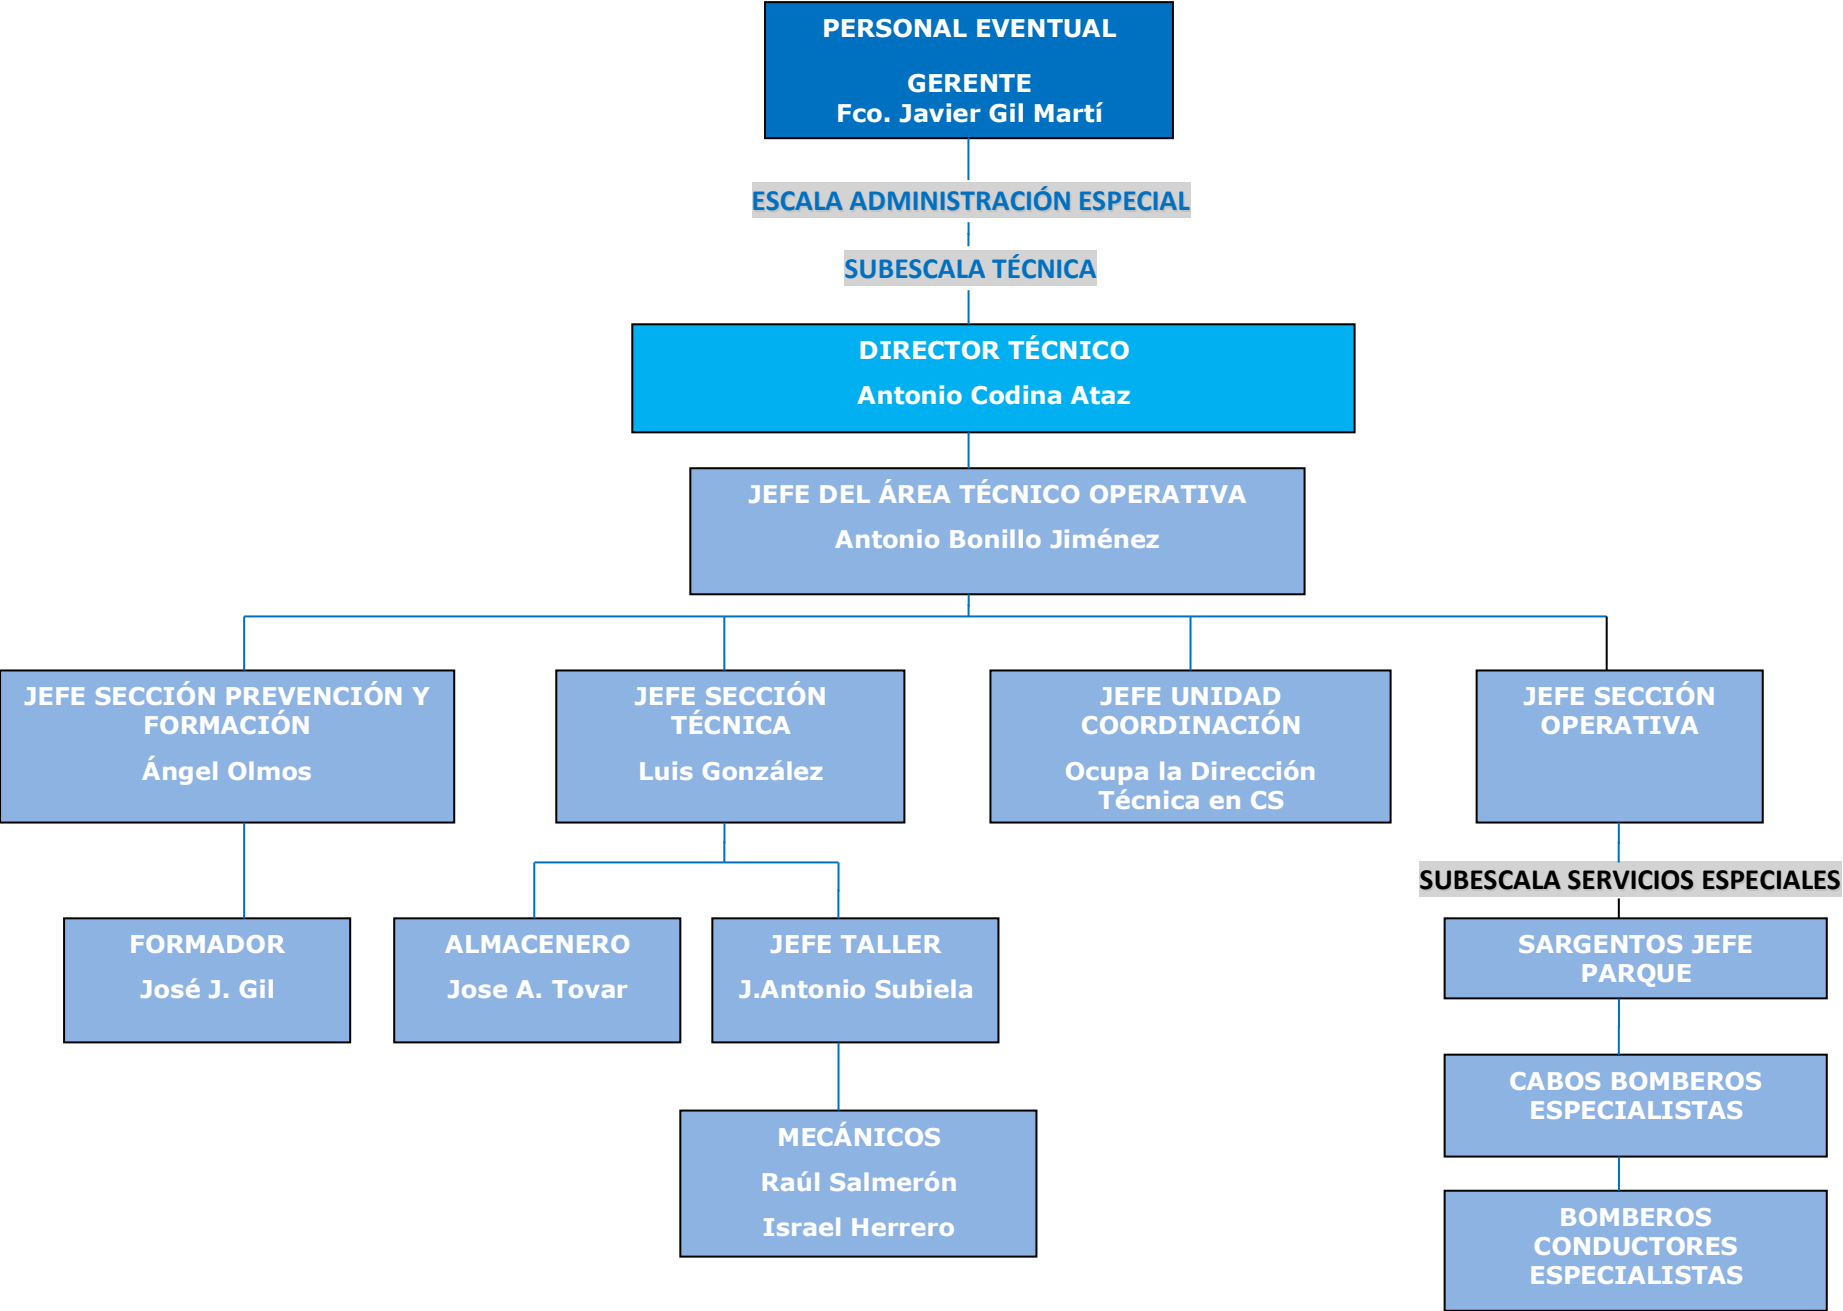 PERSONAL EVENTUAL
GERENTE
Fco. Javier Gil Martí
ESCALA ADMINISTRACIÓN ESPECIAL
SUBESCALA TÉCNICA
DIRECTOR TÉCNICO
Antonio Codina Ataz
JEFE DEL ÁREA TÉCNICO OPERATIVA
Antonio Bonillo Jiménez
JEFE SECCIÓN PREVENCIÓN Y
FORMACIÓN
Ángel Olmos
JEFE SECCIÓN
TÉCNICA
Luis González
JEFE UNIDAD
COORDINACIÓN
Ocupa la Dirección
Técnica en CS
JEFE SECCIÓN
OPERATIVA
SUBESCALA SERVICIOS ESPECIALES
FORMADOR
José J. Gil
ALMACENERO
Jose A. Tovar
JEFE TALLER
J.Antonio Subiela
SARGENTOS JEFE
PARQUE
MECÁNICOS
Raúl Salmerón
Israel Herrero
CABOS BOMBEROS
ESPECIALISTAS
BOMBEROS
CONDUCTORES
ESPECIALISTAS